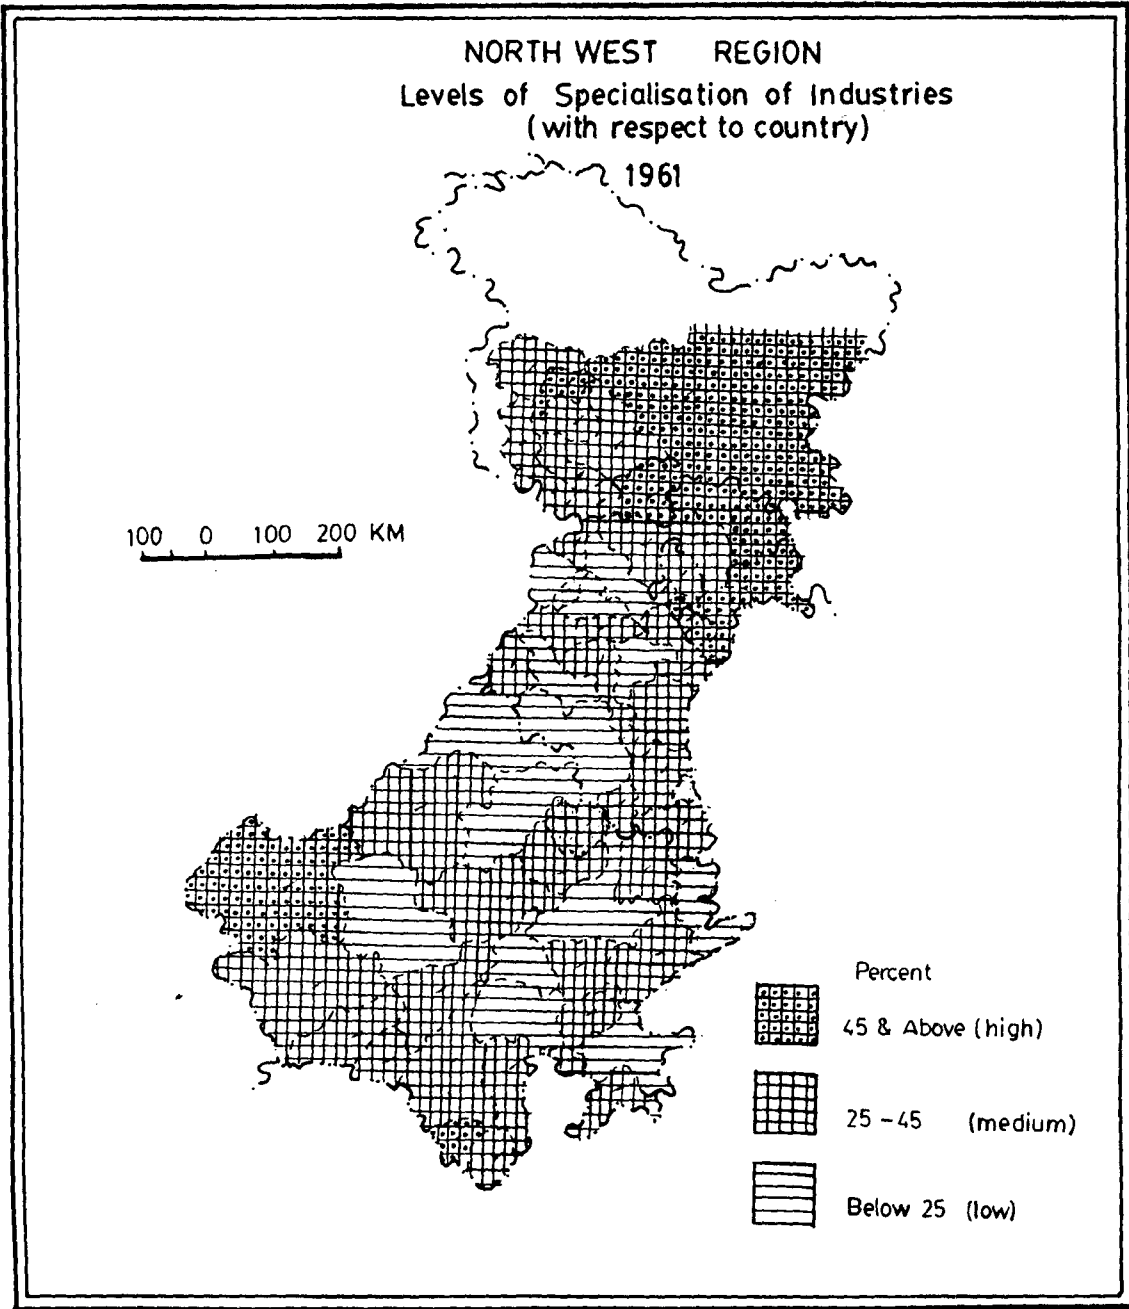 NORTH WEST REGION
Levels of Specialisation of Industries
(with respect to country)
1961
100 0 100 200 KM
Percent
45 & Above (high)
25-45 (medium)
Below 25 (low)